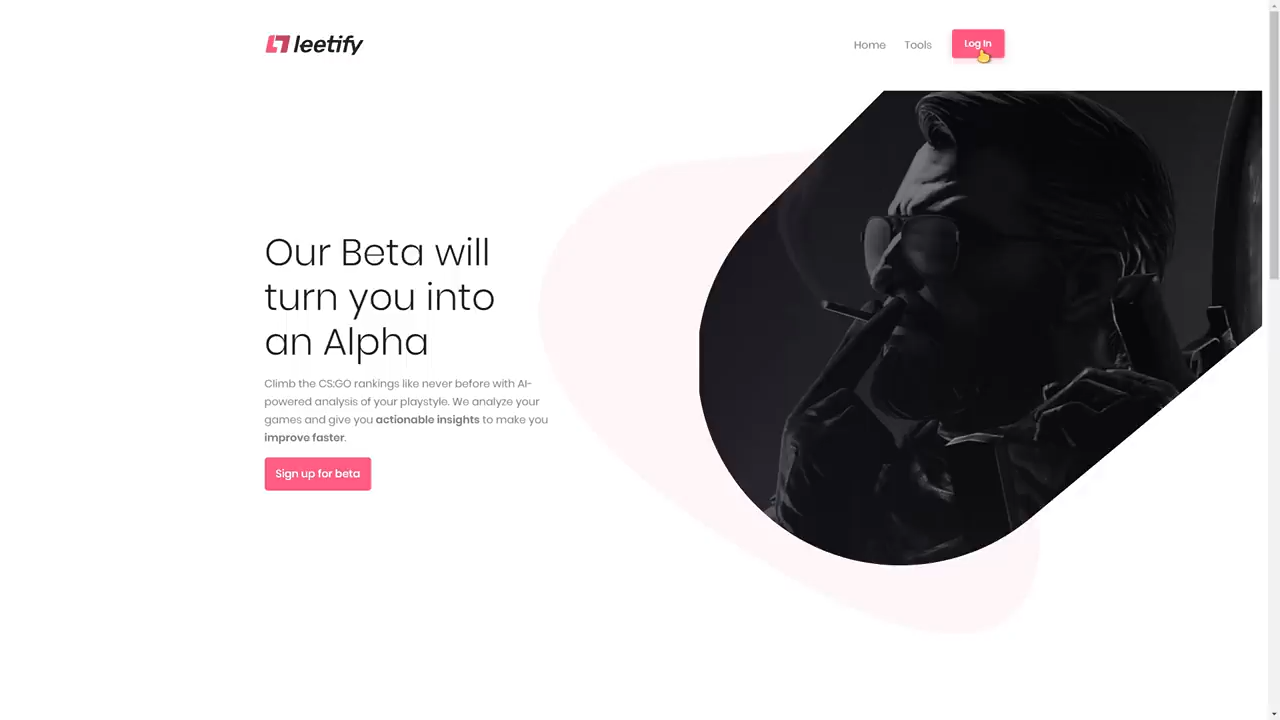 leetify
Home
Tools
Log In
Our Beta will
turn you into
an Alpha
Climb the CS:GO rankings like never before with AI-
powered analysis of your playstyle. We analyze your
games and give you actionable insights to make you
improve faster.
Sign up for beta